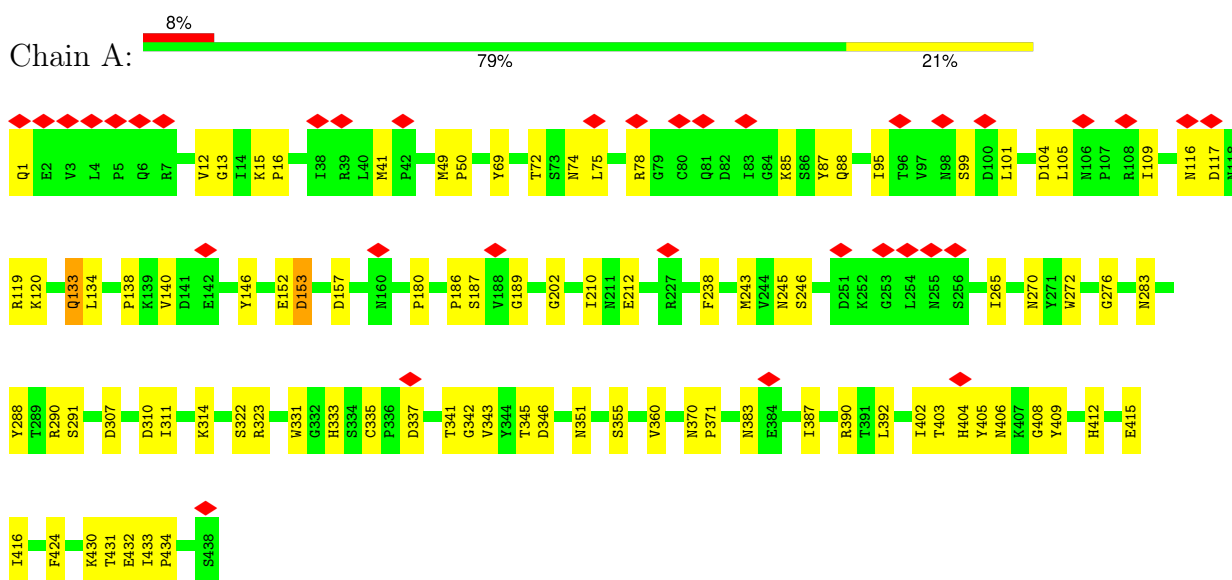 8%
Chain A:
79% 21%
Q1 E2 V3 L4 P5 Q6 R7 V12 G13 I14 K15 P16 I38 R39 L40 M41 P42 M49 P50 Y69 T72 S73 N74 L75 R78 G79 C80 Q81 D82 I83 G84 K85 S86 Y87 Q88 I95 T96 V97 N98 S99 D100 L101 D104 L105 N106 P107 R108 I109 N116 D117 N118
R119 K120 Q133 L134 P138 K139 V140 D141 E142 Y146 E152 D153 D157 N160 P180 P186 S187 V188 G189 G202 I210 N211 E212 R227 F238 M243 V244 N245 S246 D251 K252 G253 L254 N255 S256 I265 N270 Y271 W272 G276 N283
Y288 T289 R290 S291 D307 D310 I311 K314 S322 R323 W331 G332 H333 S334 C335 P336 D337 T341 G342 V343 Y344 T345 D346 N351 S355 V360 N370 P371 N383 E384 I387 R390 T391 L392 I402 T403 H404 Y405 N406 K407 G408 Y409 H412 E415
I416 F424 K430 T431 E432 I433 P434 S438